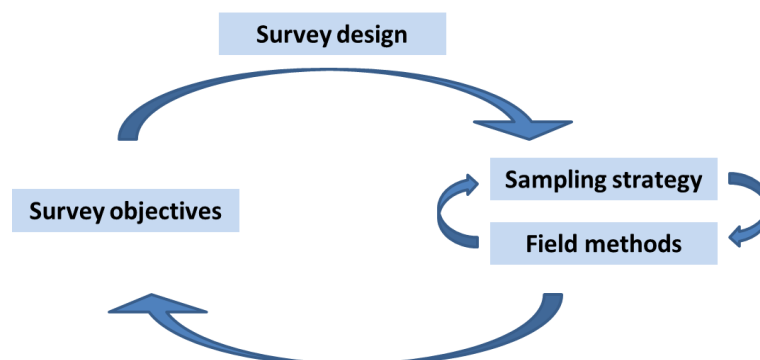 Survey design
Sampling strategy
Survey objectives
Field methods